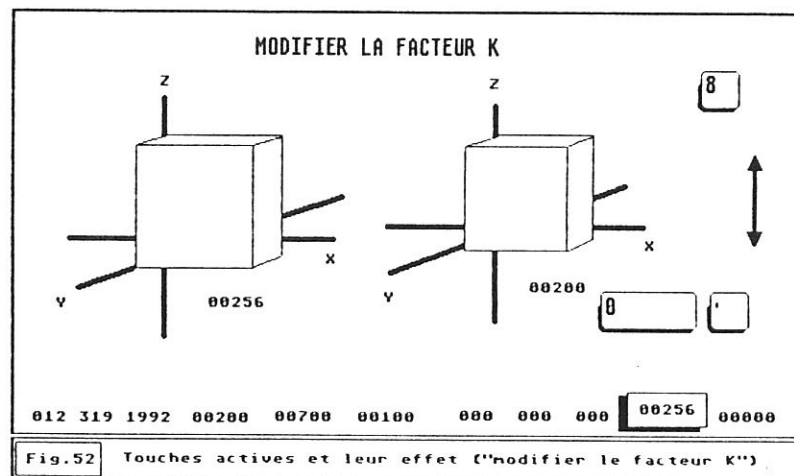 MODIFIER LA FACTEUR K
Z
Z
8
X
X
Y
Y
00256
00200
0
.
012 319 1992 00200 00700 00100 000 000 000 00256 00000
Fig.52 Touches actives et leur effet ("modifier le facteur K")